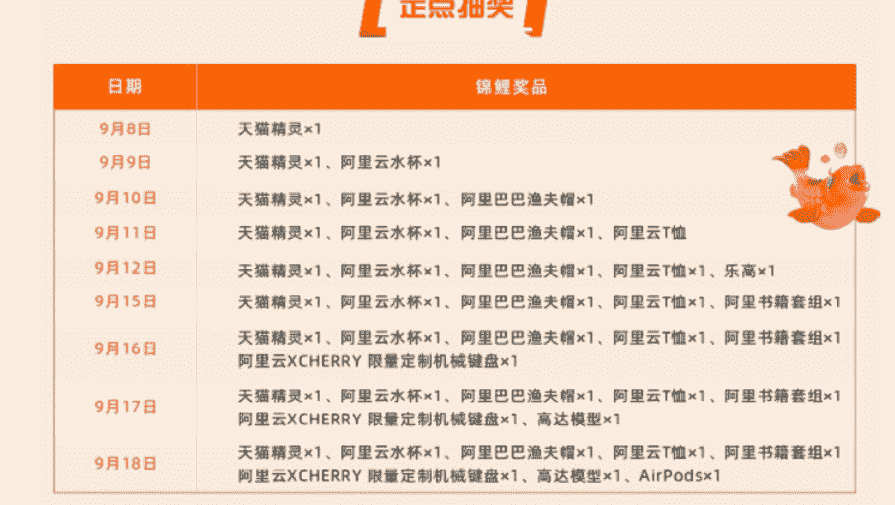 定点抽奖
日期 锦鲤奖品
9月8日 天猫精灵×1
9月9日 天猫精灵×1、阿里云水杯×1
9月10日 天猫精灵×1、阿里云水杯×1、阿里巴巴渔夫帽×1
9月11日 天猫精灵×1、阿里云水杯×1、阿里巴巴渔夫帽×1、阿里云T恤
9月12日 天猫精灵×1、阿里云水杯×1、阿里巴巴渔夫帽×1、阿里云T恤×1、乐高×1
9月15日 天猫精灵×1、阿里云水杯×1、阿里巴巴渔夫帽×1、阿里云T恤×1、阿里书籍套组×1
9月16日 天猫精灵×1、阿里云水杯×1、阿里巴巴渔夫帽×1、阿里云T恤×1、阿里书籍套组×1
阿里云XCHERRY 限量定制机械键盘×1
9月17日 天猫精灵×1、阿里云水杯×1、阿里巴巴渔夫帽×1、阿里云T恤×1、阿里书籍套组×1
阿里云XCHERRY 限量定制机械键盘×1、高达模型×1
9月18日 天猫精灵×1、阿里云水杯×1、阿里巴巴渔夫帽×1、阿里云T恤×1、阿里书籍套组×1
阿里云XCHERRY 限量定制机械键盘×1、高达模型×1、AirPods×1